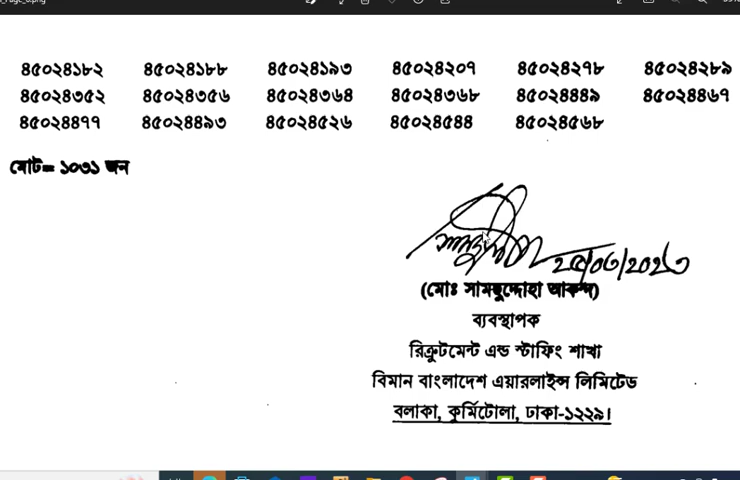 ৪৫০২৪১৮২ ৪৫০২৪১৮৮ ৪৫০২৪১৯৩ ৪৫০২৪২০৭ ৪৫০২৪২৭৮ ৪৫০২৪২৮৯
৪৫০২৪৩৫২ ৪৫০২৪৩৫৬ ৪৫০২৪৩৬৪ ৪৫০২৪৩৬৮ ৪৫০২৪৪৪৯ ৪৫০২৪৪৬৭
৪৫০২৪৪৭৭ ৪৫০২৪৪৯৩ ৪৫০২৪৫২৬ ৪৫০২৪৫৪৪ ৪৫০২৪৫৬৮
মোট= ১০৩১ জন
(মোঃ সামছুদ্দোহা আকন্দ)
ব্যবস্থাপক
রিক্রুটমেন্ট এন্ড স্টাফিং শাখা
বিমান বাংলাদেশ এয়ারলাইন্স লিমিটেড
বলাকা, কুর্মিটোলা, ঢাকা-১২২৯।